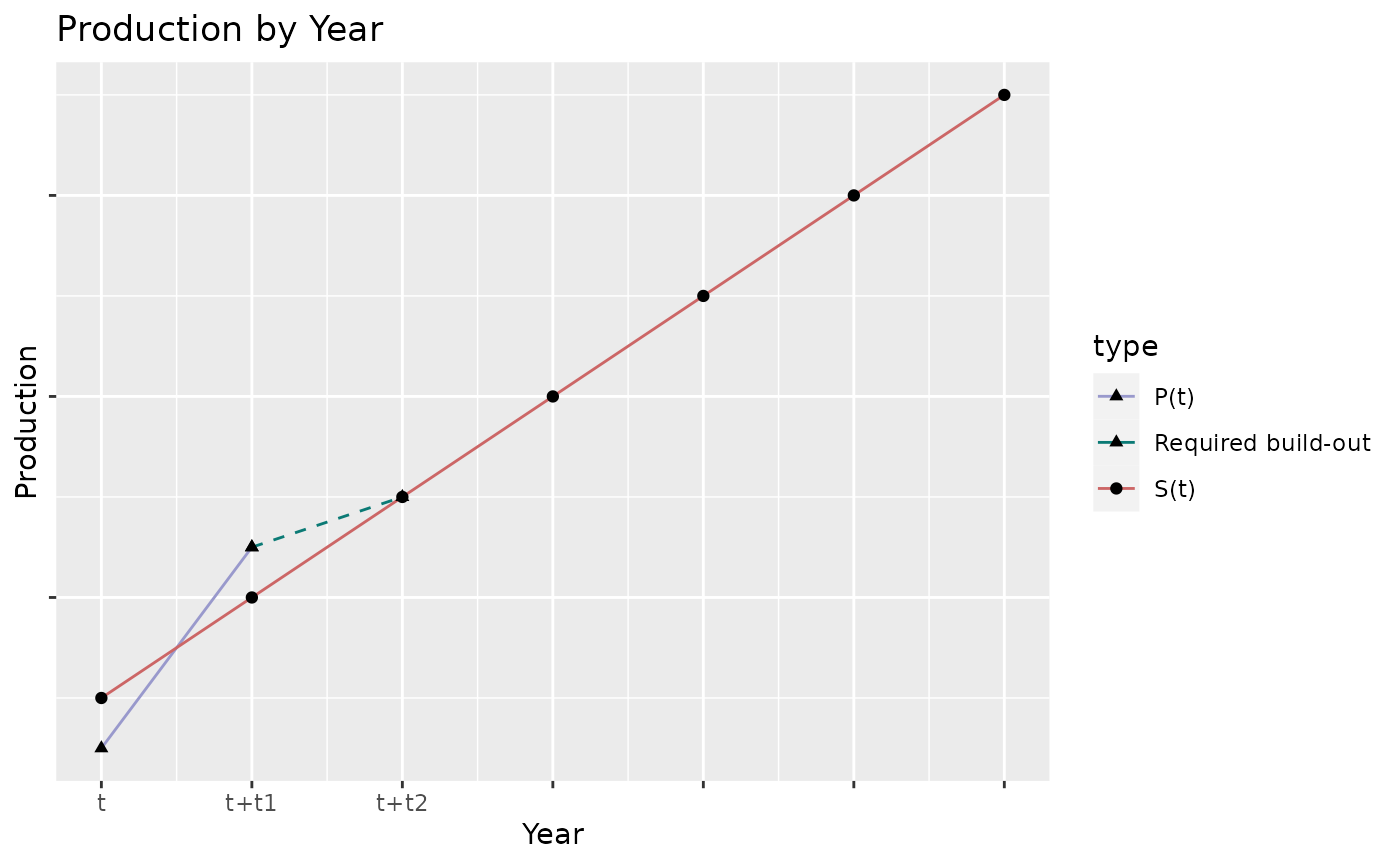 Production by Year
Production
t
t+t1
t+t2
Year
type
P(t)
Required build-out
S(t)